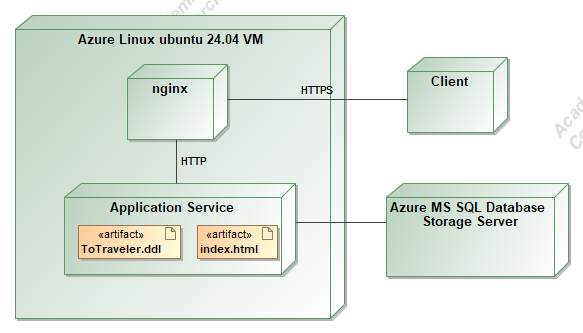 Azure Linux ubuntu 24.04 VM
nginx
HTTPS
Client
HTTP
Application Service
«artifact»
ToTraveler.ddl
«artifact»
index.html
Azure MS SQL Database
Storage Server